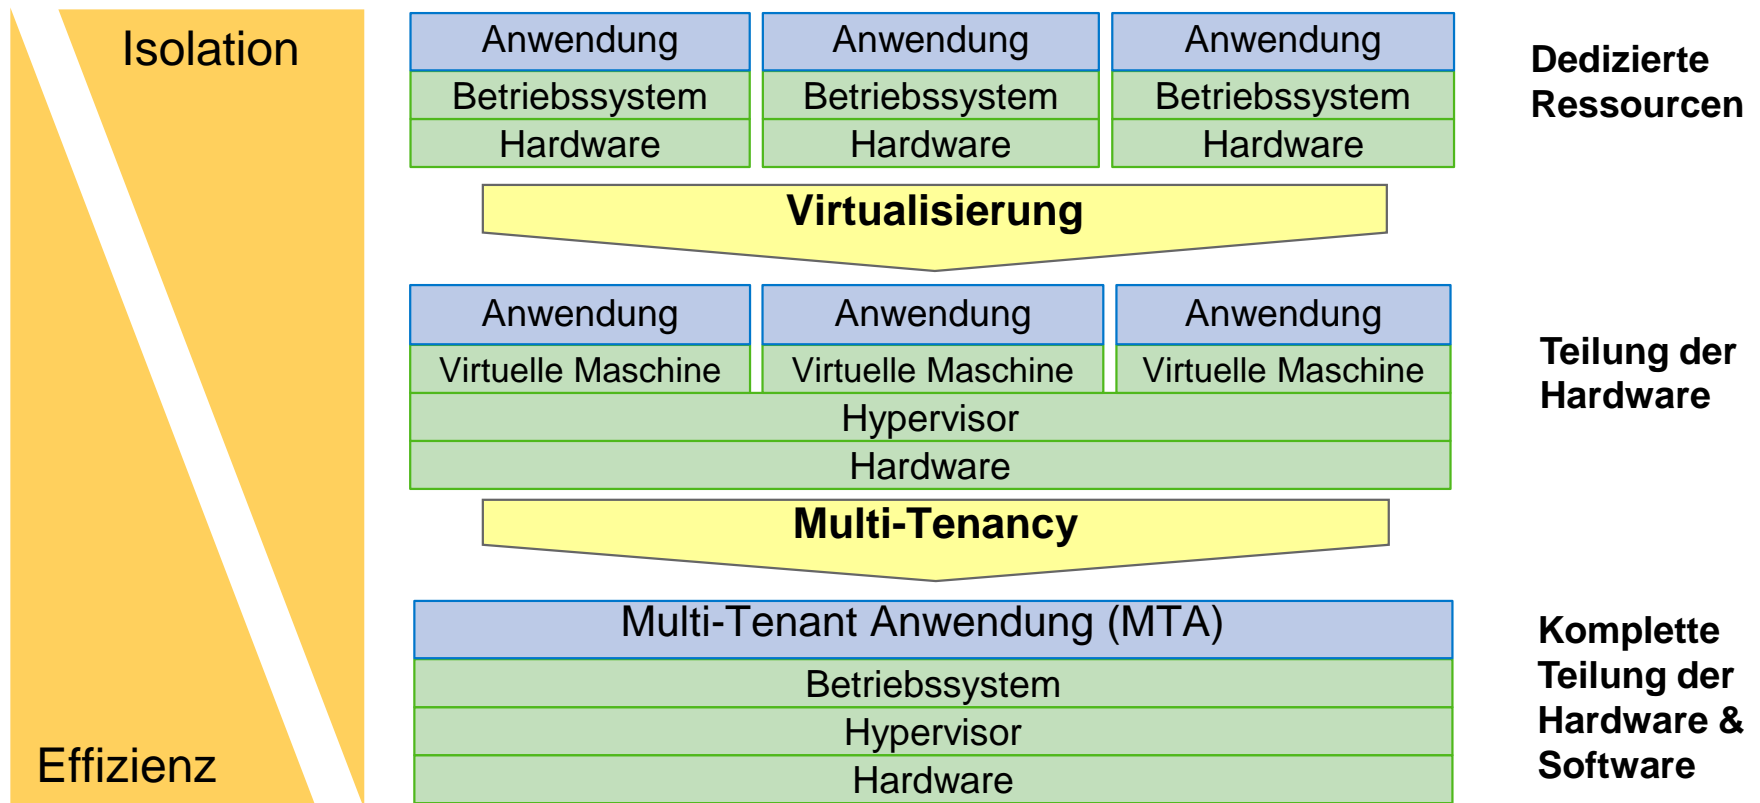 Isolation
Anwendung Anwendung Anwendung
Betriebssystem Betriebssystem Betriebssystem
Hardware Hardware Hardware
Dedizierte
Ressourcen
Virtualisierung
Anwendung Anwendung Anwendung
Virtuelle Maschine Virtuelle Maschine Virtuelle Maschine
Hypervisor
Hardware
Teilung der
Hardware
Multi-Tenancy
Multi-Tenant Anwendung (MTA)
Betriebssystem
Hypervisor
Hardware
Komplette
Teilung der
Hardware &
Software
Effizienz